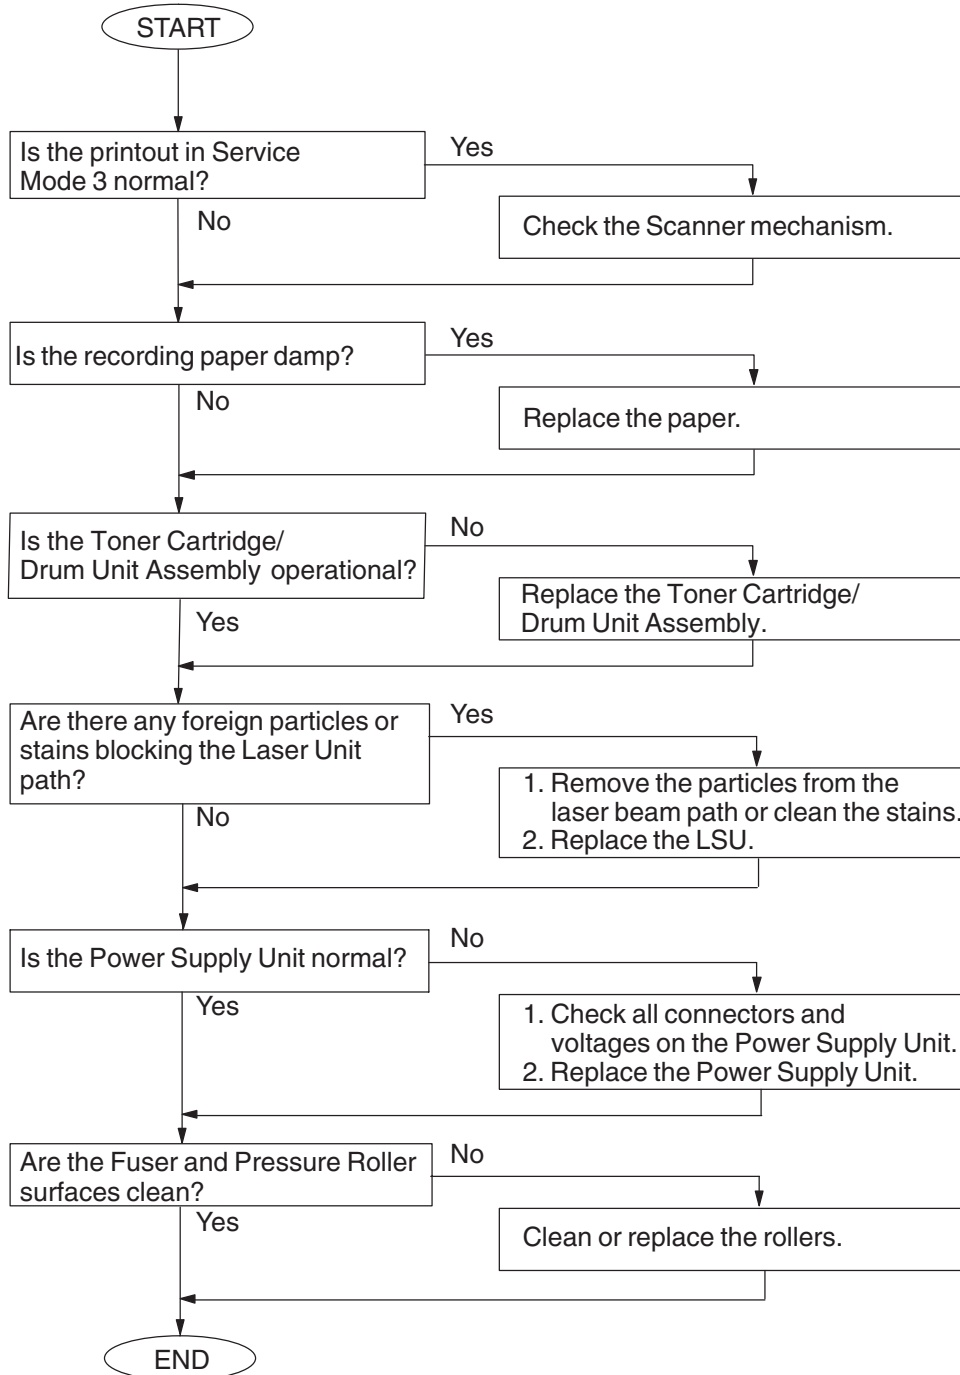 START
Is the printout in Service
Mode 3 normal?
Yes
No
Check the Scanner mechanism.
Is the recording paper damp?
Yes
No
Replace the paper.
Is the Toner Cartridge/
Drum Unit Assembly operational?
No
Yes
Replace the Toner Cartridge/
Drum Unit Assembly.
Are there any foreign particles or
stains blocking the Laser Unit
path?
Yes
No
1. Remove the particles from the
laser beam path or clean the stains.
2. Replace the LSU.
Is the Power Supply Unit normal?
No
Yes
1. Check all connectors and
voltages on the Power Supply Unit.
2. Replace the Power Supply Unit.
Are the Fuser and Pressure Roller
surfaces clean?
No
Yes
Clean or replace the rollers.
END